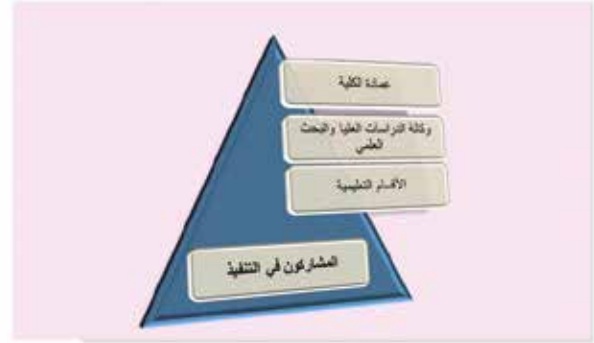 عمادة الكلية
وكالة الدراسات العليا والبحث
العلمي
الأقسام التعليمية
المشاركون في التنفيذ